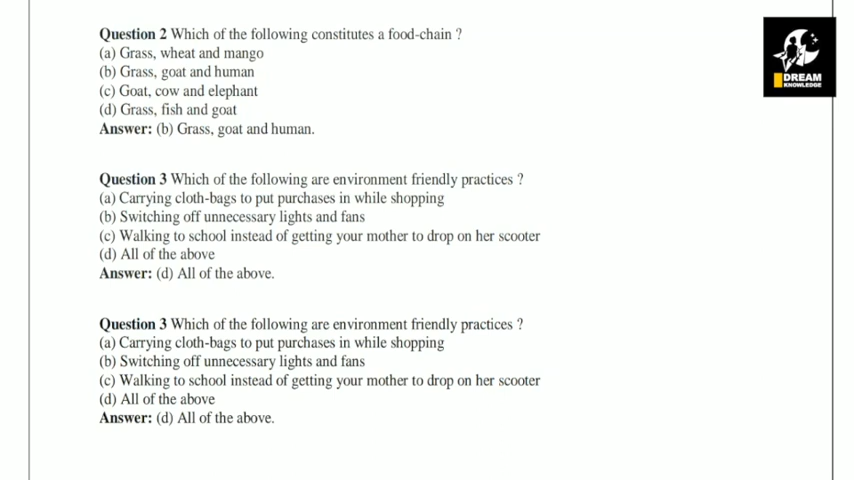 Question 2 Which of the following constitutes a food-chain ?
(a) Grass, wheat and mango
(b) Grass, goat and human
(c) Goat, cow and elephant
(d) Grass, fish and goat
Answer: (b) Grass, goat and human.
Question 3 Which of the following are environment friendly practices ?
(a) Carrying cloth-bags to put purchases in while shopping
(b) Switching off unnecessary lights and fans
(c) Walking to school instead of getting your mother to drop on her scooter
(d) All of the above
Answer: (d) All of the above.
Question 3 Which of the following are environment friendly practices ?
(a) Carrying cloth-bags to put purchases in while shopping
(b) Switching off unnecessary lights and fans
(c) Walking to school instead of getting your mother to drop on her scooter
(d) All of the above
Answer: (d) All of the above.
DREAM
KNOWLEDGE